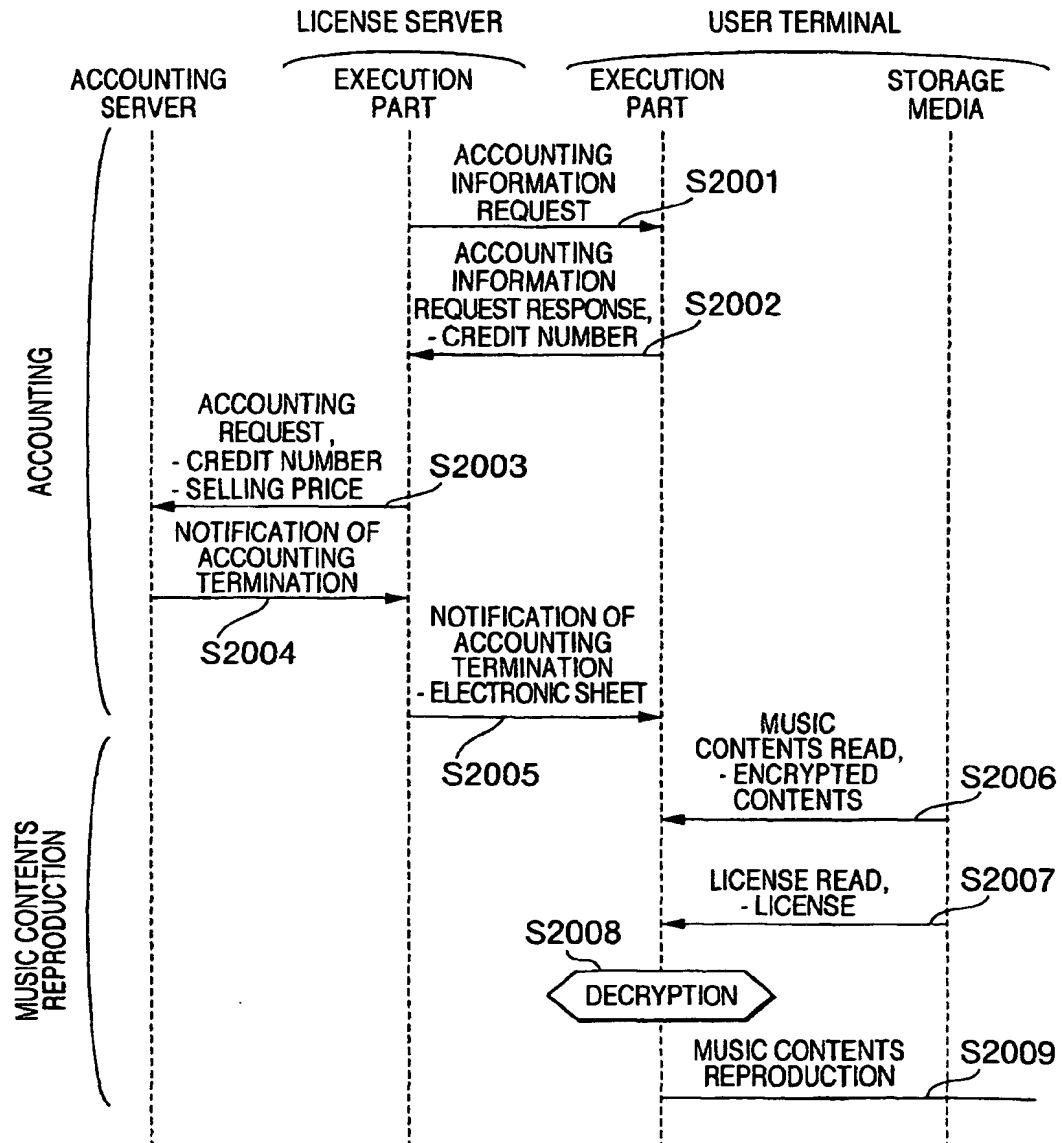 LICENSE SERVER
USER TERMINAL
ACCOUNTING
SERVER
EXECUTION
PART
EXECUTION
PART
STORAGE
MEDIA
ACCOUNTING
ACCOUNTING
INFORMATION
REQUEST
S2001
ACCOUNTING
INFORMATION
REQUEST RESPONSE,
- CREDIT NUMBER
S2002
ACCOUNTING
REQUEST,
- CREDIT NUMBER
- SELLING PRICE
S2003
NOTIFICATION OF
ACCOUNTING
TERMINATION
S2004
NOTIFICATION OF
ACCOUNTING
TERMINATION
- ELECTRONIC SHEET
S2005
MUSIC CONTENTS
REPRODUCTION
MUSIC
CONTENTS READ,
- ENCRYPTED
CONTENTS
S2006
LICENSE READ,
- LICENSE
S2007
S2008
DECRYPTION
MUSIC CONTENTS
REPRODUCTION
S2009